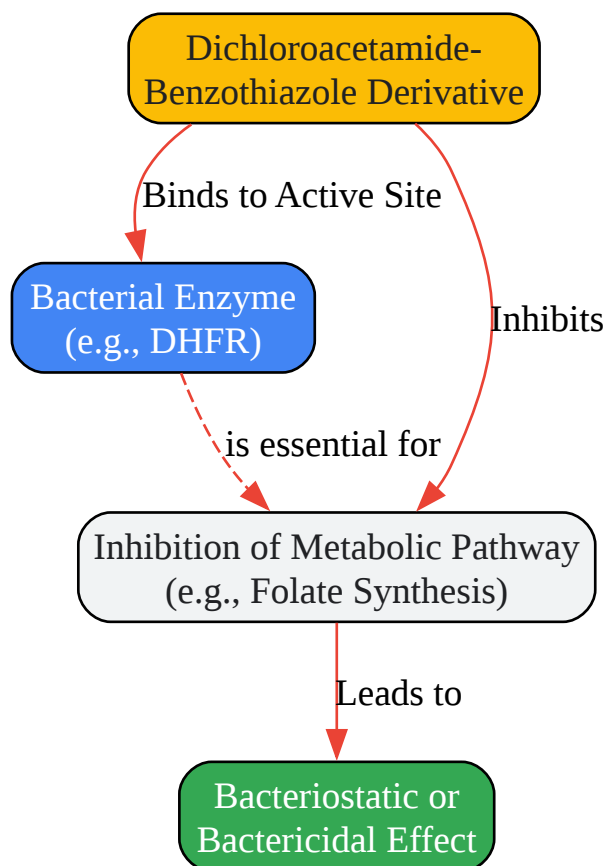 Dichloroacetamide-
Benzothiazole Derivative
Binds to Active Site
Bacterial Enzyme
(e.g., DHFR)
Inhibits
is essential for
Inhibition of Metabolic Pathway
(e.g., Folate Synthesis)
Leads to
Bacteriostatic or
Bactericidal Effect